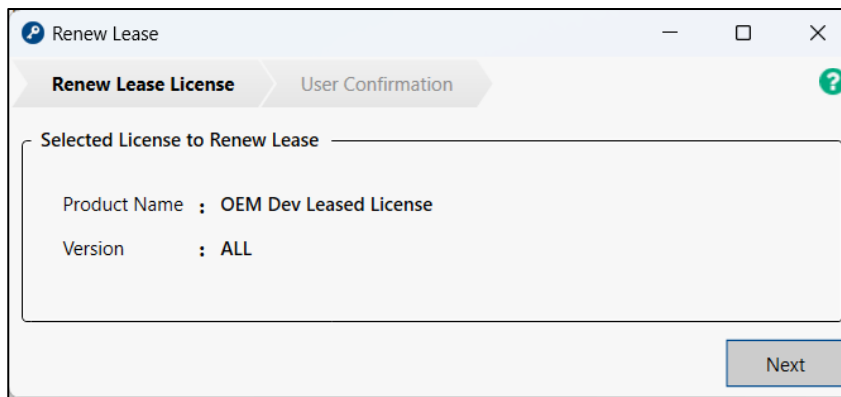 Renew Lease
Renew Lease License User Confirmation
?
Selected License to Renew Lease
Product Name : OEM Dev Leased License
Version : ALL
Next